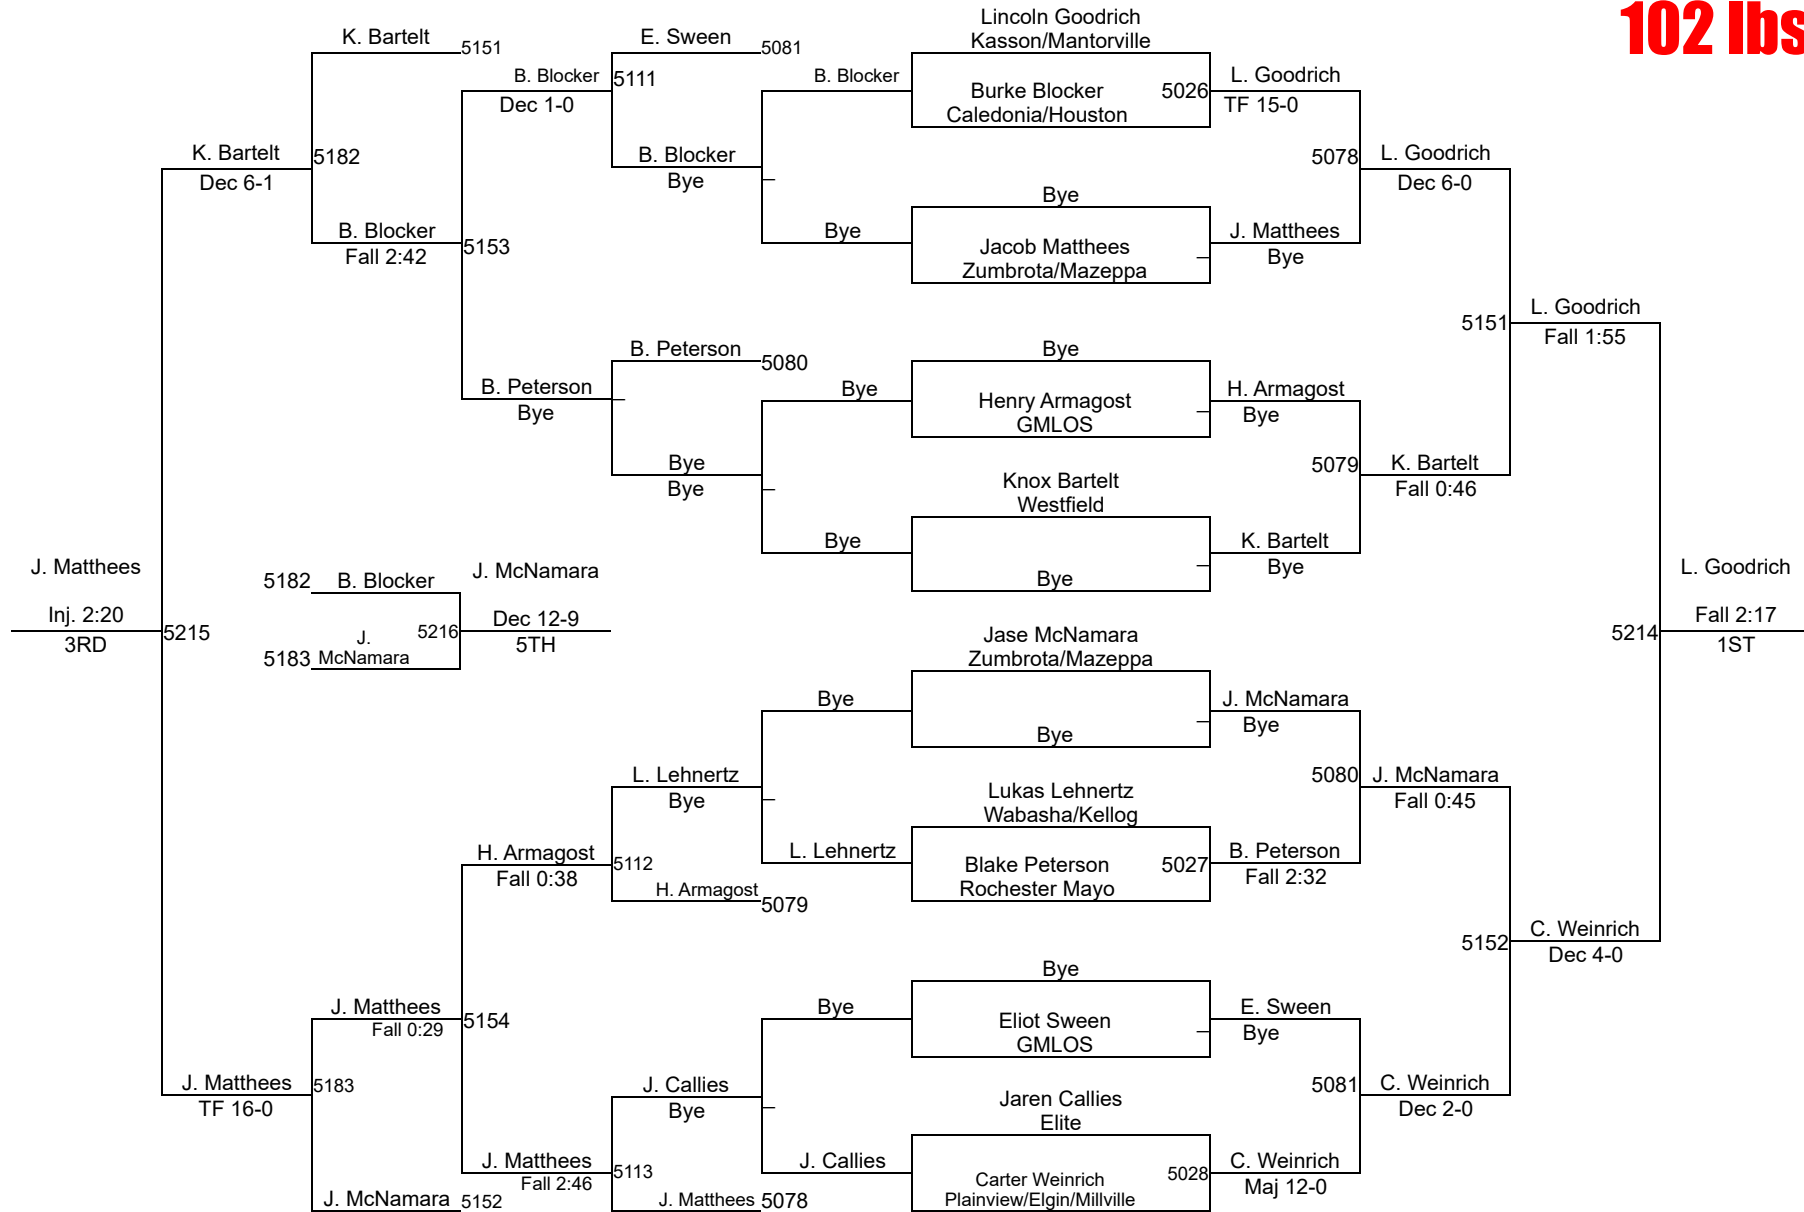 102 lbs
Lincoln Goodrich
Kasson/Mantorville
K. Bartelt
5151
E. Sween
5081
B. Blocker
5111
Dec 1-0
B. Blocker
Burke Blocker
Caledonia/Houston
5026
L. Goodrich
TF 15-0
K. Bartelt
5182
Dec 6-1
B. Blocker
Bye
5078
L. Goodrich
Dec 6-0
Bye
B. Blocker
Fall 2:42
5153
Bye
Jacob Matthees
Zumbrota/Mazeppa
J. Matthees
Bye
5151
L. Goodrich
Fall 1:55
B. Peterson
5080
Bye
B. Peterson
Bye
Bye
Henry Armagost
GMLOS
H. Armagost
Bye
Bye
Bye
Knox Bartelt
Westfield
5079
K. Bartelt
Fall 0:46
Bye
Bye
K. Bartelt
Bye
J. Matthees
Inj. 2:20
3RD
5215
5182
B. Blocker
J. McNamara
5183
J.
McNamara
5216
Dec 12-9
5TH
L. Goodrich
5214
Fall 2:17
1ST
Jase McNamara
Zumbrota/Mazeppa
Bye
Bye
J. McNamara
Bye
L. Lehnertz
Bye
Lukas Lehnertz
Wabasha/Kellog
5080
J. McNamara
Fall 0:45
H. Armagost
Fall 0:38
5112
L. Lehnertz
Blake Peterson
Rochester Mayo
5027
B. Peterson
Fall 2:32
H. Armagost
5079
5152
C. Weinrich
Dec 4-0
Bye
J. Matthees
Fall 0:29
5154
Bye
Eliot Sween
GMLOS
E. Sween
Bye
J. Matthees
TF 16-0
5183
J. Callies
Bye
Jaren Callies
Elite
5081
C. Weinrich
Dec 2-0
J. Matthees
Fall 2:46
5113
J. Callies
Carter Weinrich
Plainview/Elgin/Millville
5028
C. Weinrich
Maj 12-0
J. McNamara
5152
J. Matthees
5078